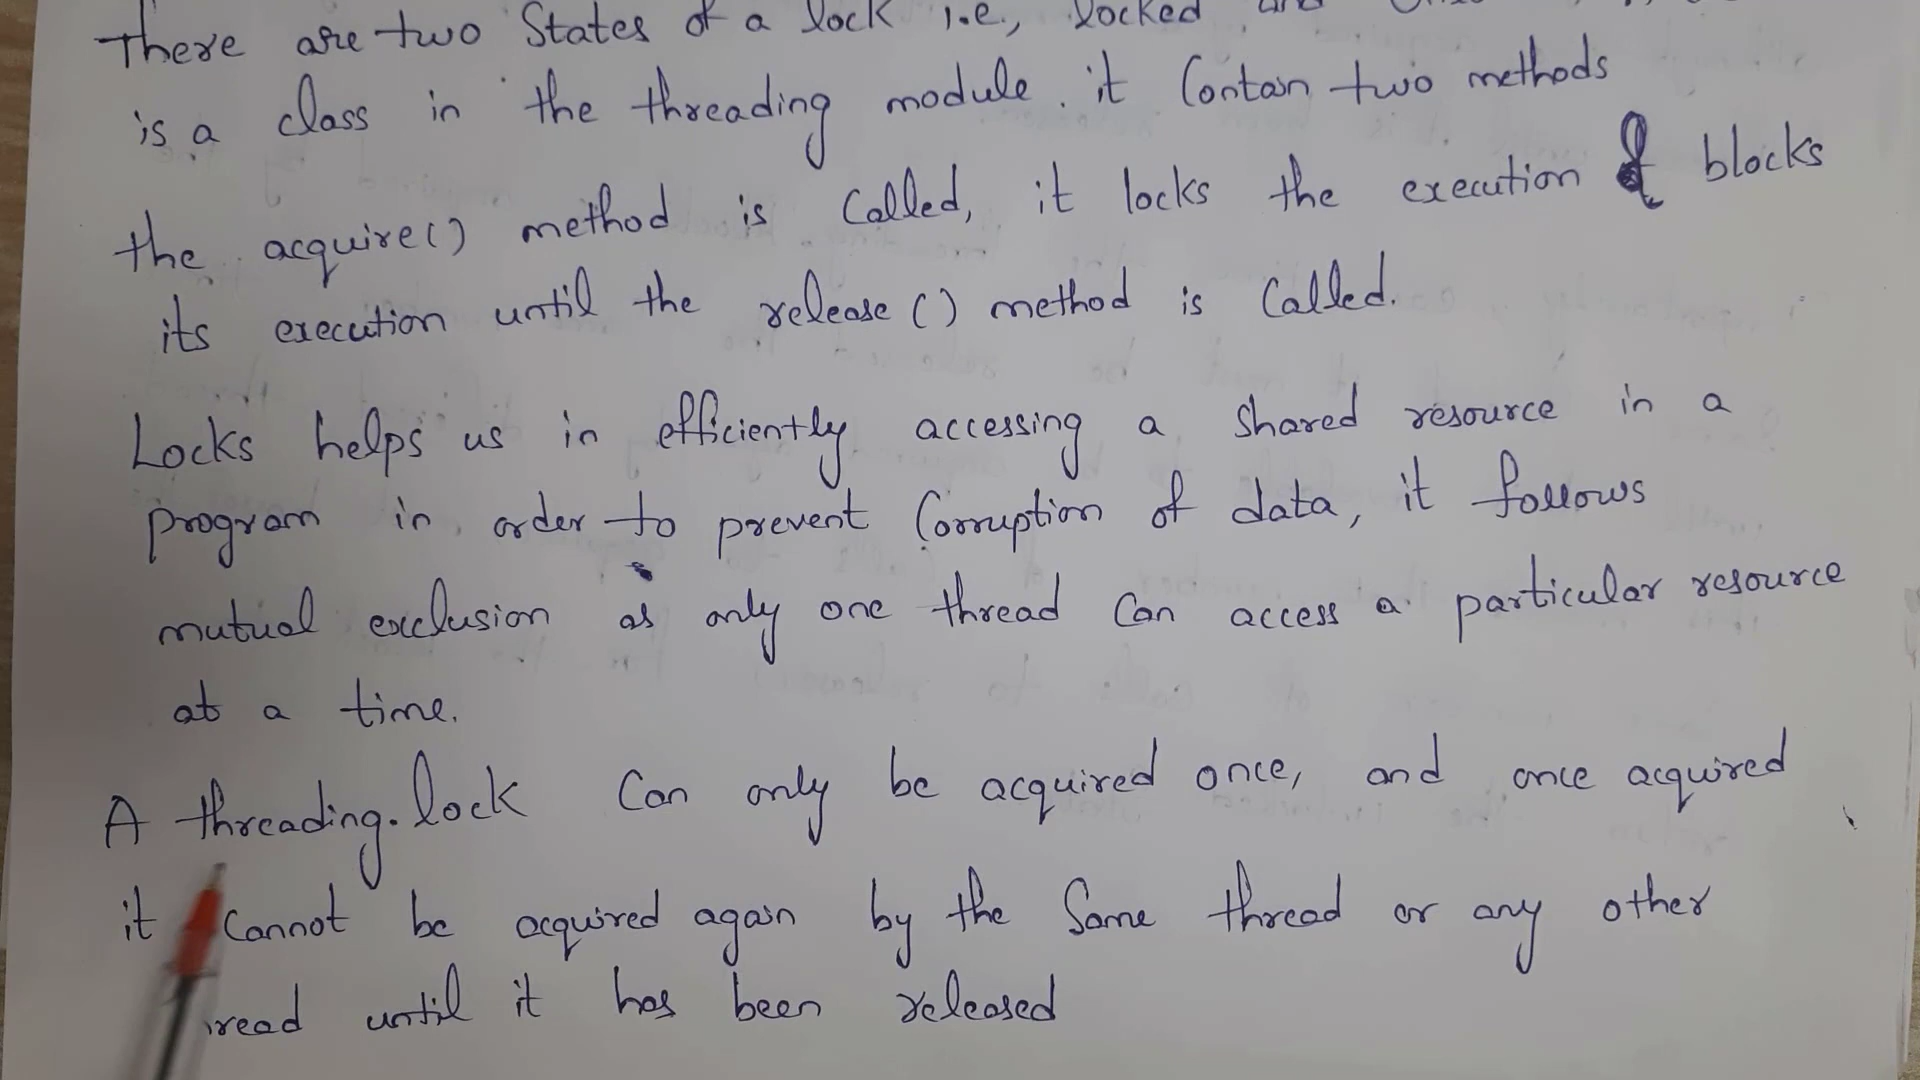 There are two States of a lock i.e., locked and
is a class in the threading module. it Contain two methods
the acquire() method is Called, it locks the execution & blocks
its execution until the release () method is Called.
Locks helps us in efficiently accessing a Shared resource in a
program in order to prevent Corruption of data, it follows
mutual exclusion as only one thread Can access a particular resource
at a time.
A threading.lock Can only be acquired once, and once acquired
it Cannot be acquired again by the Same thread or any other
read until it has been released